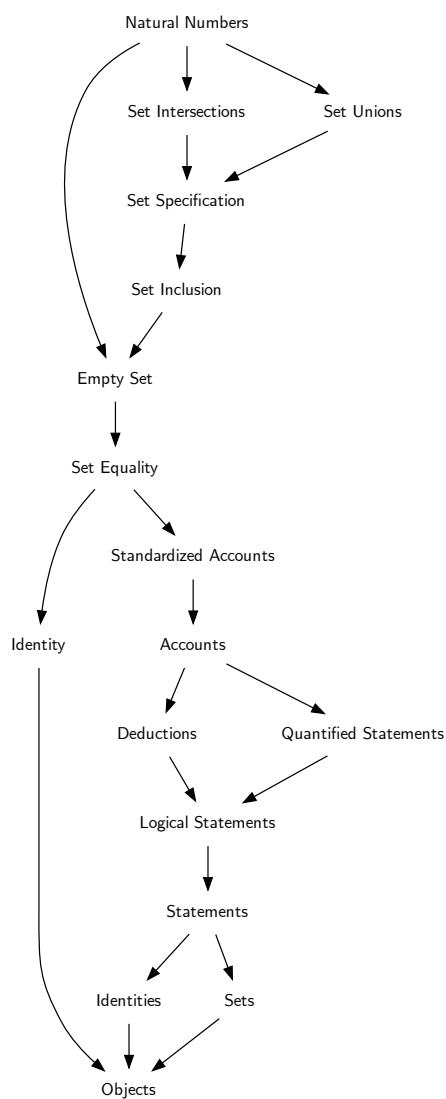 Natural Numbers
Set Intersections
Set Unions
Set Specification
Set Inclusion
Empty Set
Set Equality
Standardized Accounts
Identity
Accounts
Deductions
Quantified Statements
Logical Statements
Statements
Identities
Sets
Objects